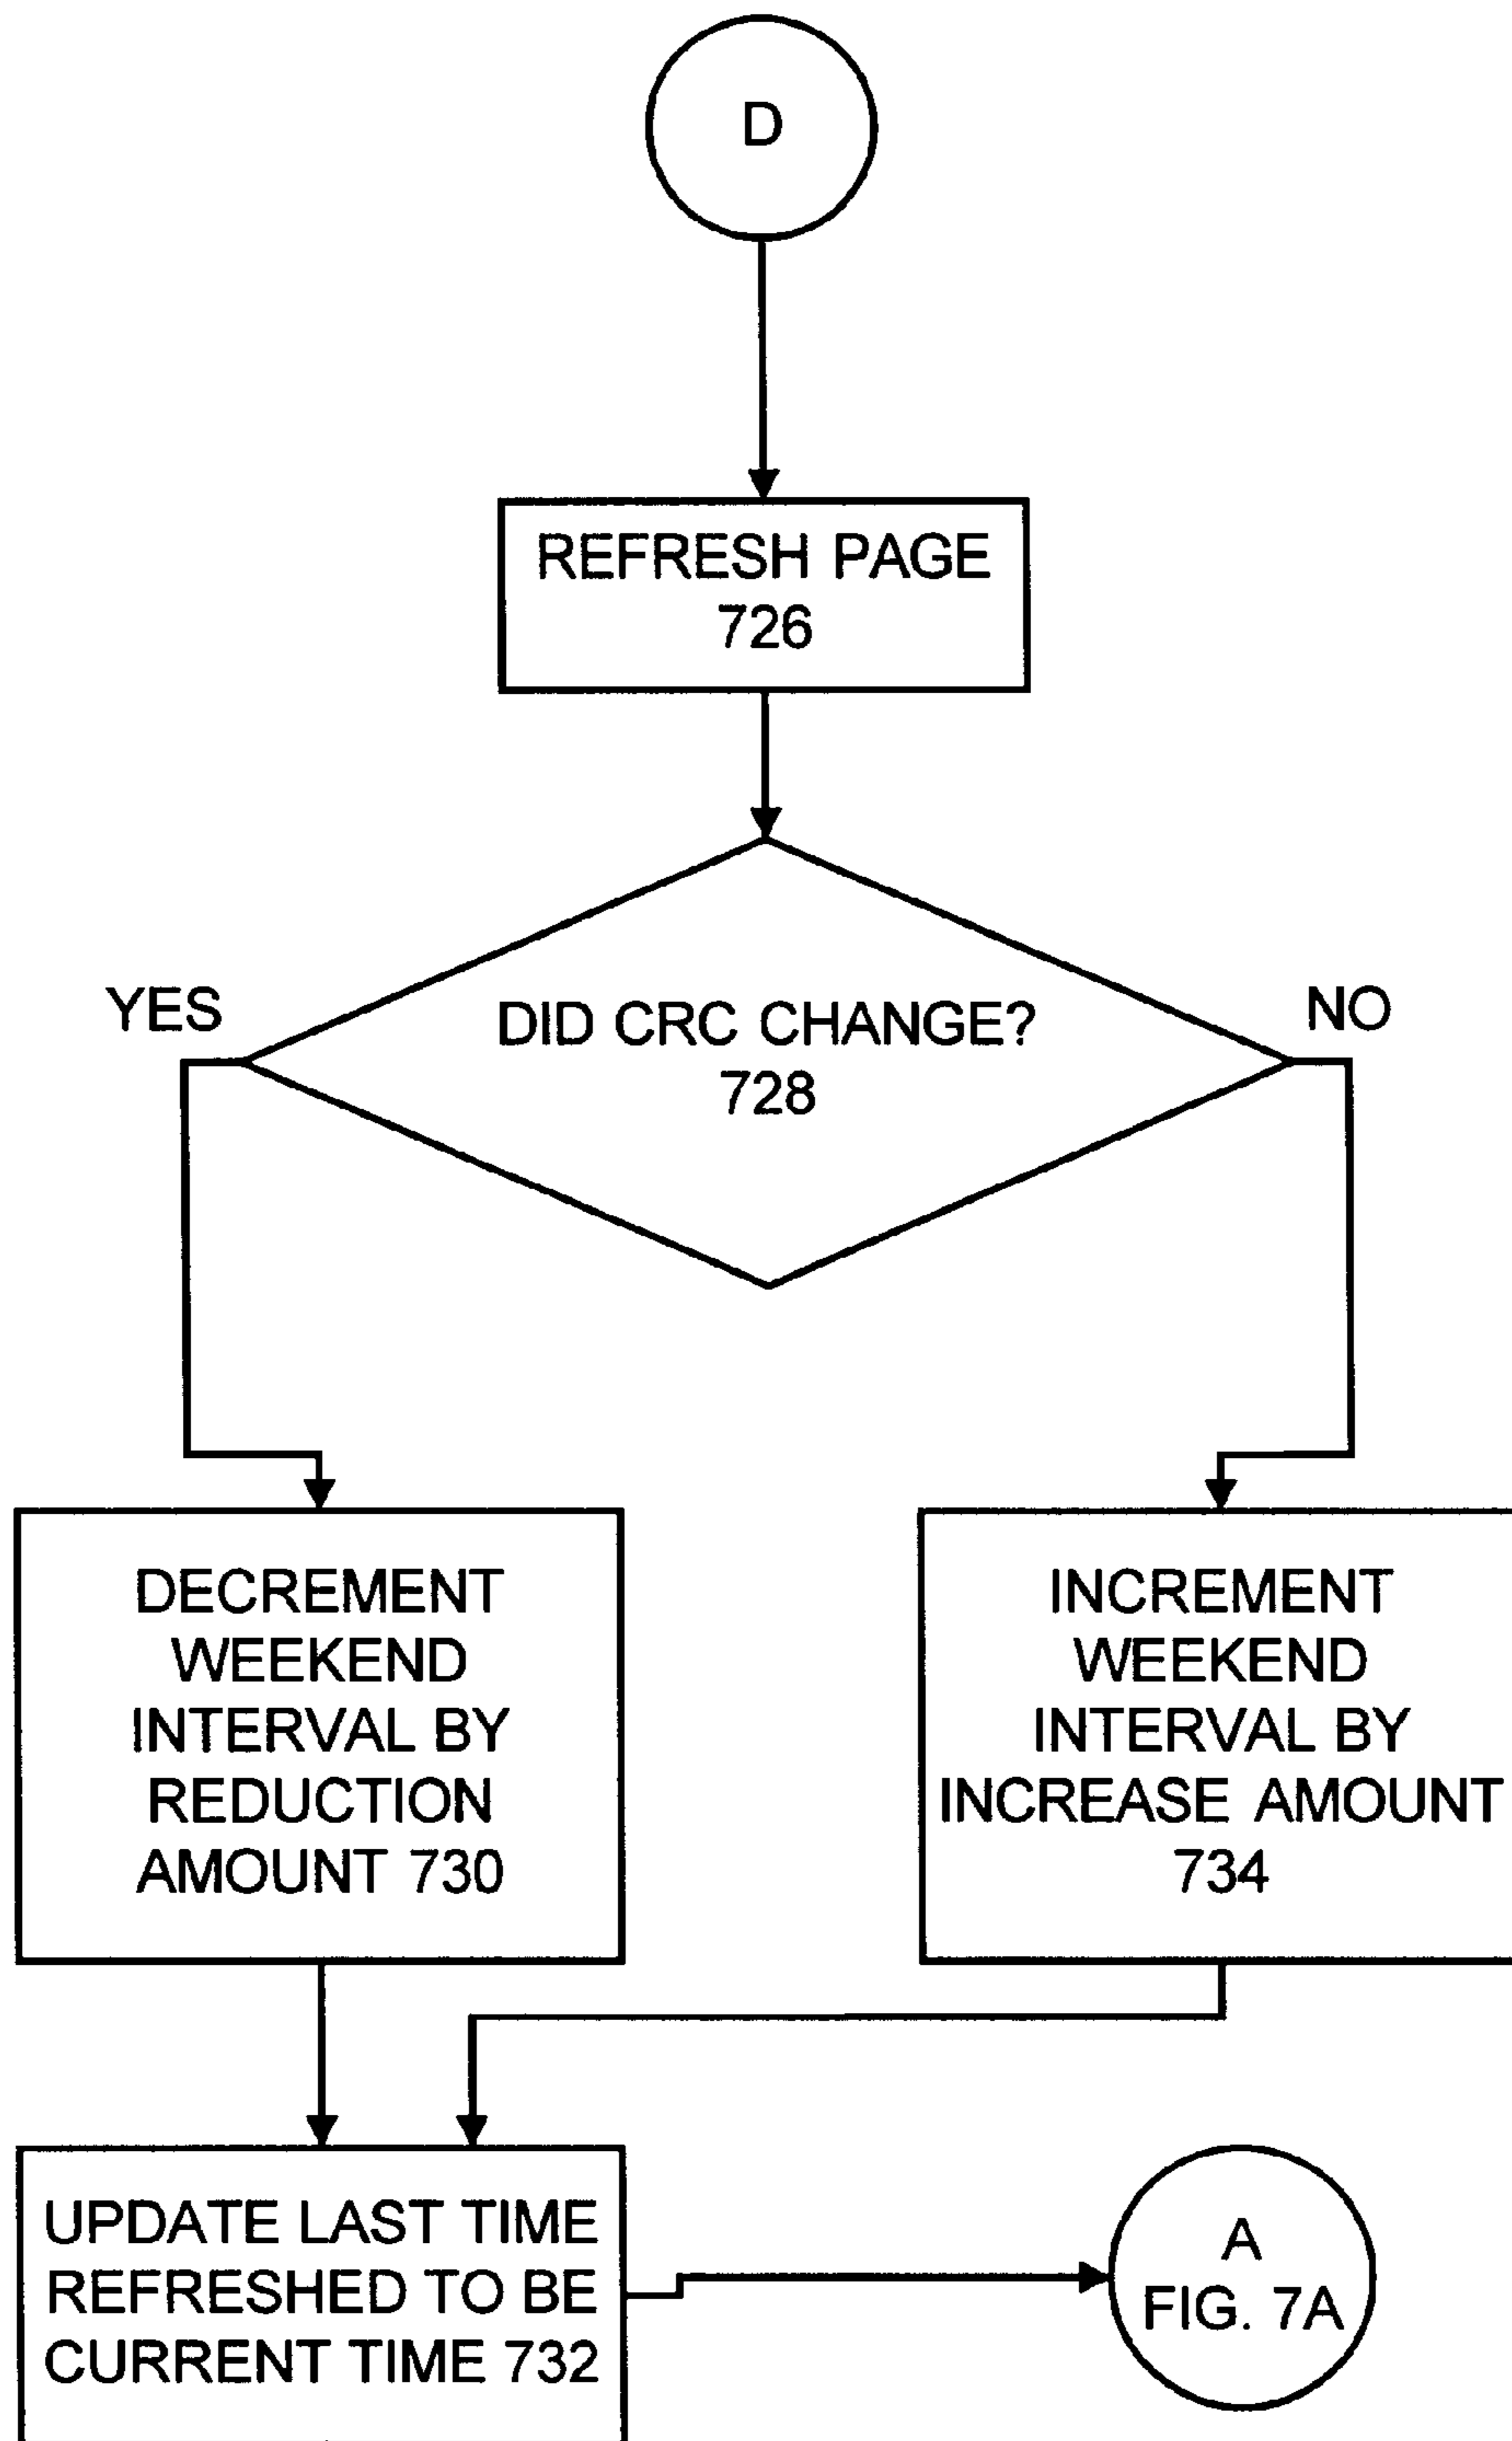 D
REFRESH PAGE
726
YES
DID CRC CHANGE?
728
NO
DECREMENT
WEEKEND
INTERVAL BY
REDUCTION
AMOUNT 730
INCREMENT
WEEKEND
INTERVAL BY
INCREASE AMOUNT
734
UPDATE LAST TIME
REFRESHED TO BE
CURRENT TIME 732
A
FIG. 7A